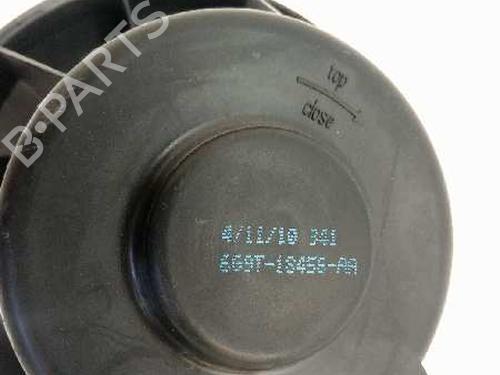 B-PARTS
top
close
4/11/10 341
6G9T-18456-AA